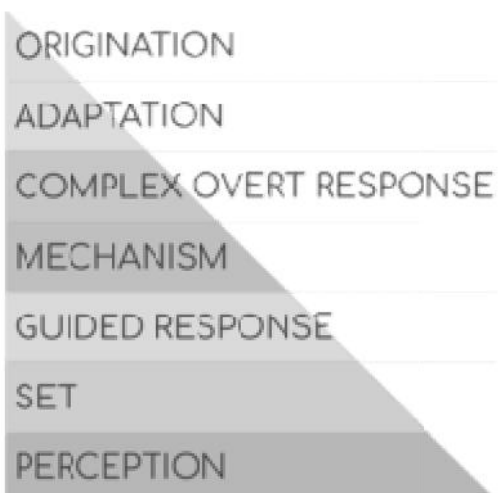 ORIGINATION
ADAPTATION
COMPLEX OVERT RESPONSE
MECHANISM
GUIDED RESPONSE
SET
PERCEPTION